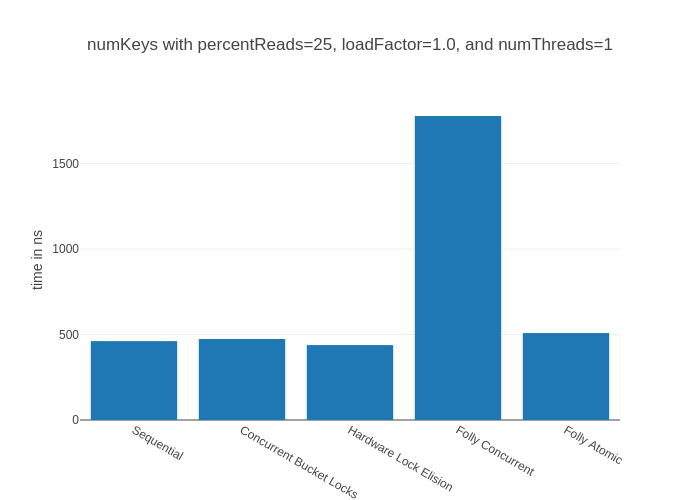 numKeys with percentReads=25, loadFactor=1.0, and numThreads=1
time in ns
1500
1000
500
0
Sequential
Concurrent Bucket Locks
Hardware Lock Elision
Folly Concurrent
Folly Atomic